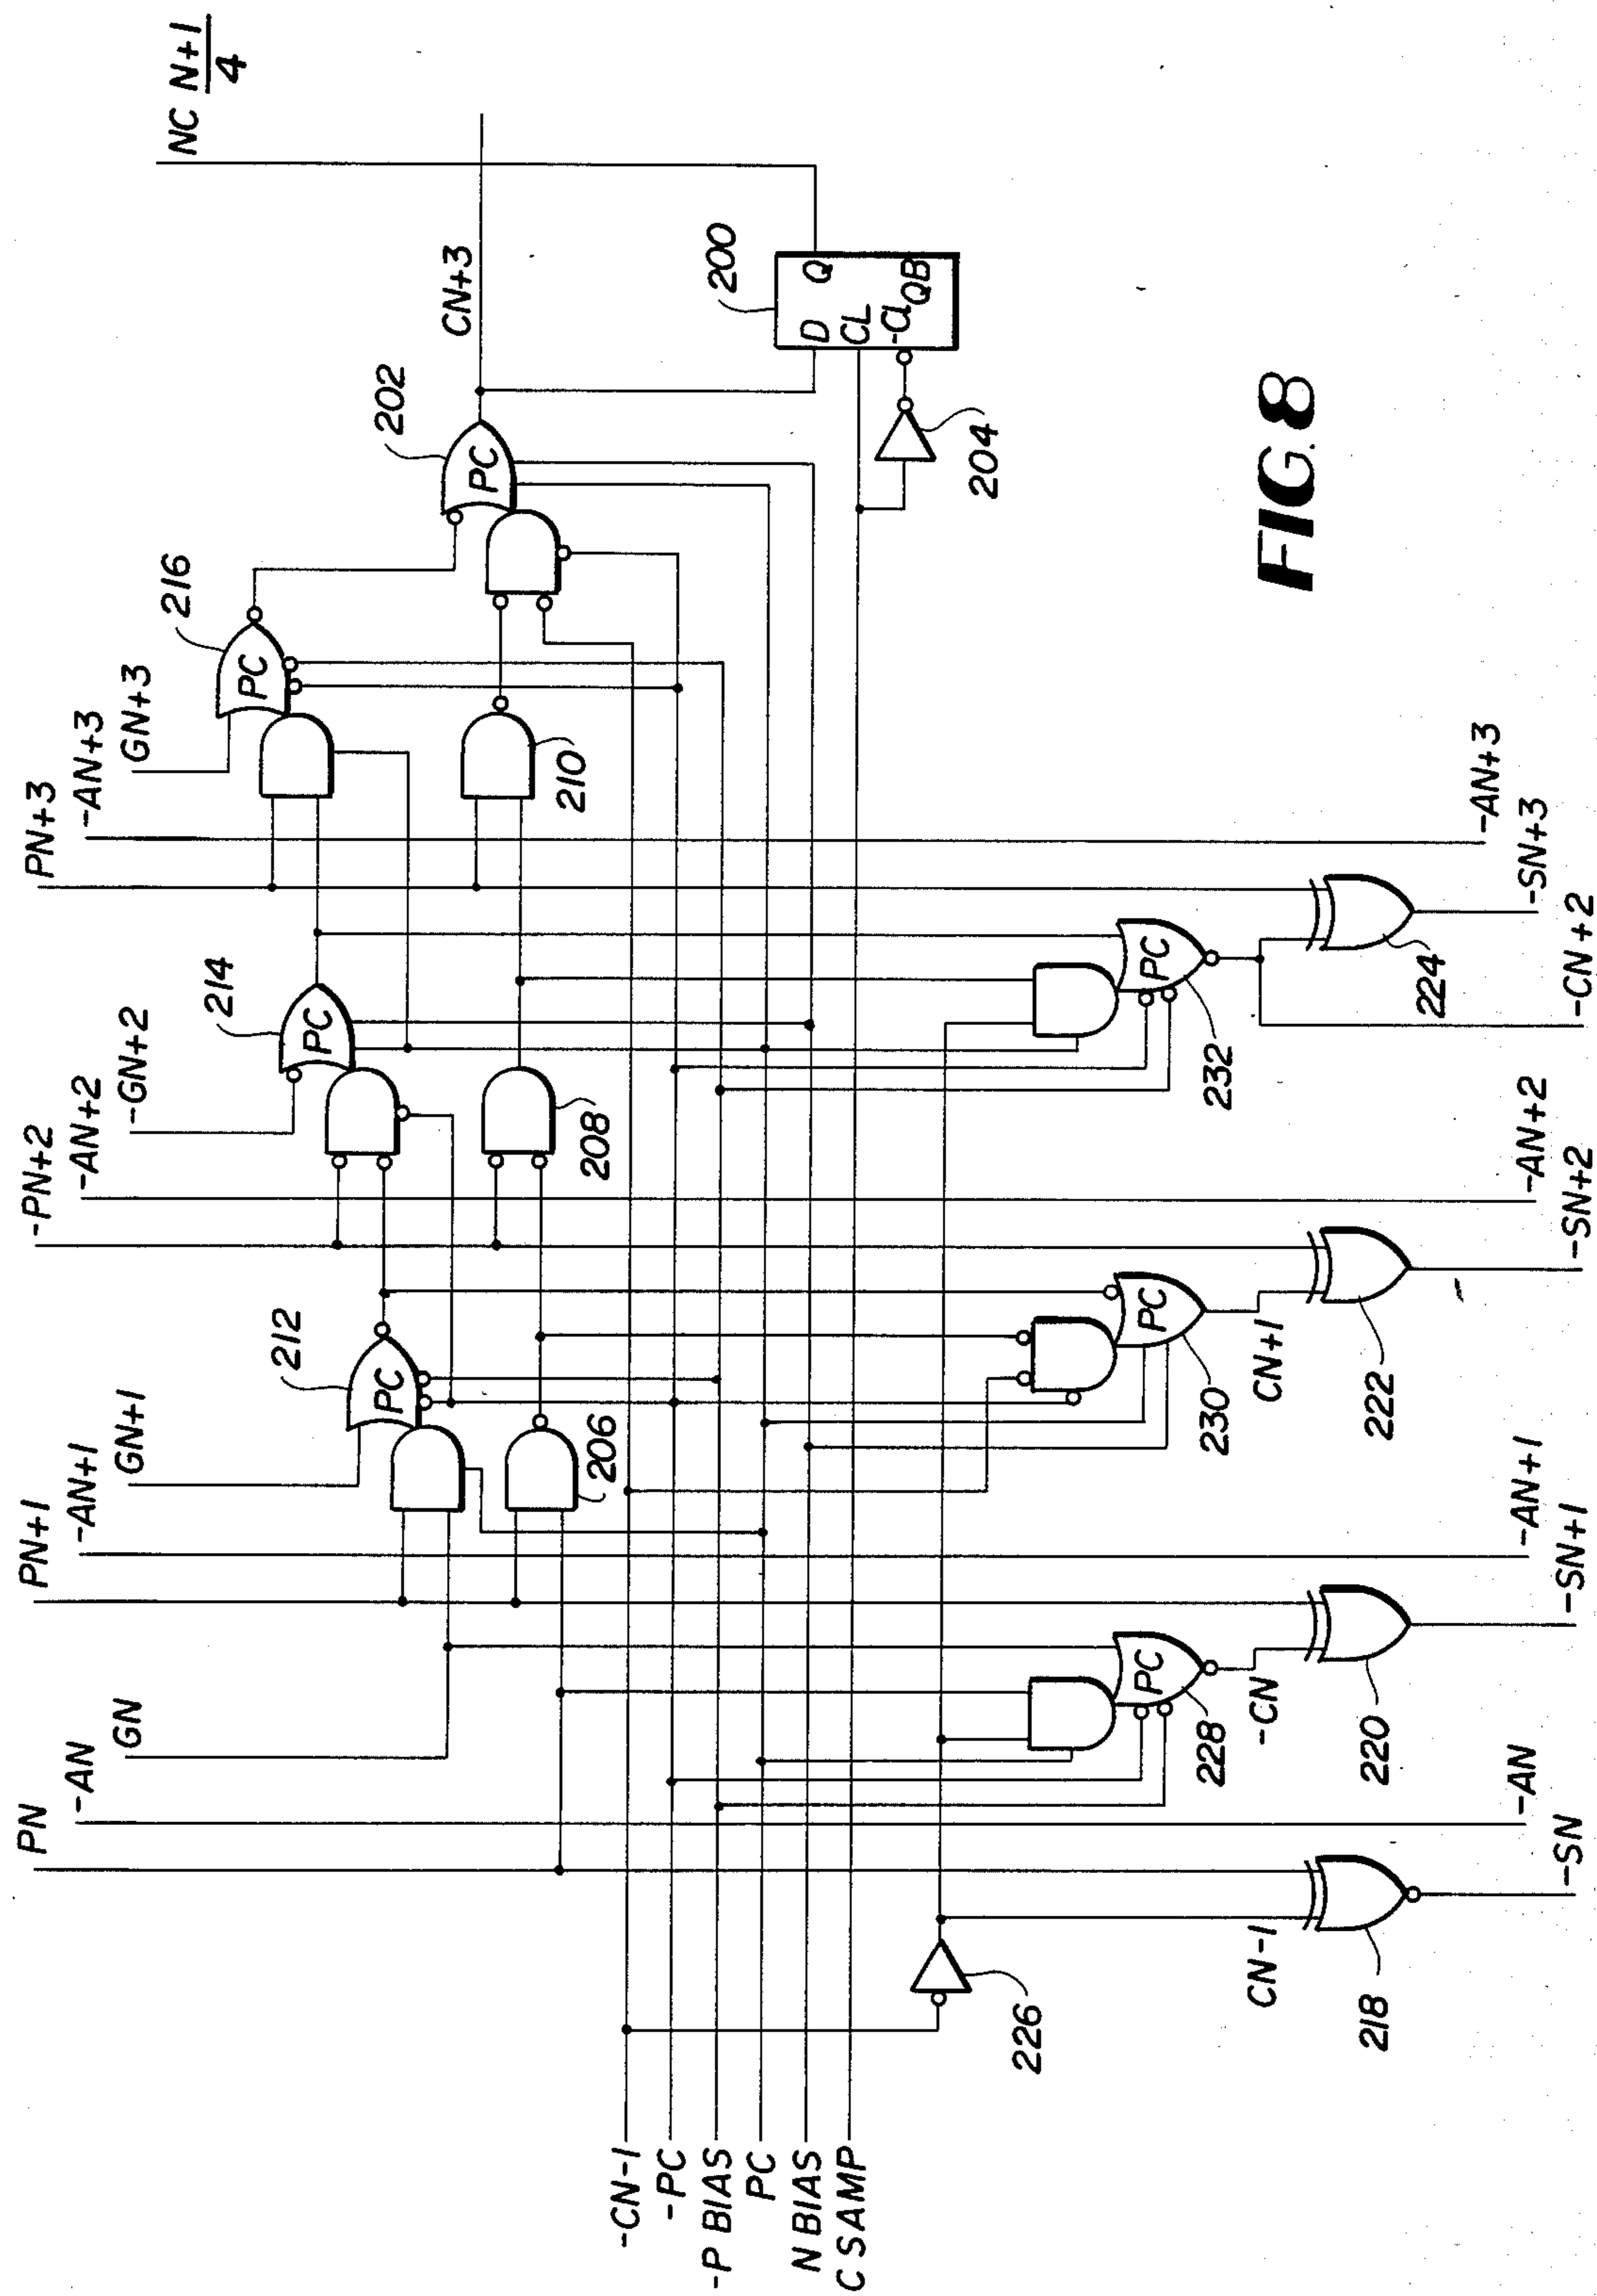 NC N+1
4
CN+3
200
D
Q
CL
-CL
QB
202
PC
204
216
PC
GN+3
-AN+3
PN+3
210
214
PC
-GN+2
-AN+2
-PN+2
208
212
PC
GN+1
-AN+1
PN+1
206
GN
-AN
PN
-CN-1
-PC
-P BIAS
PC
N BIAS
C SAMP
226
CN-1
218
-SN
-AN
PC
228
-CN
220
-SN+1
-AN+1
PC
230
CN+1
222
-SN+2
-AN+2
PC
232
224
-CN+2
-SN+3
-AN+3
FIG. 8